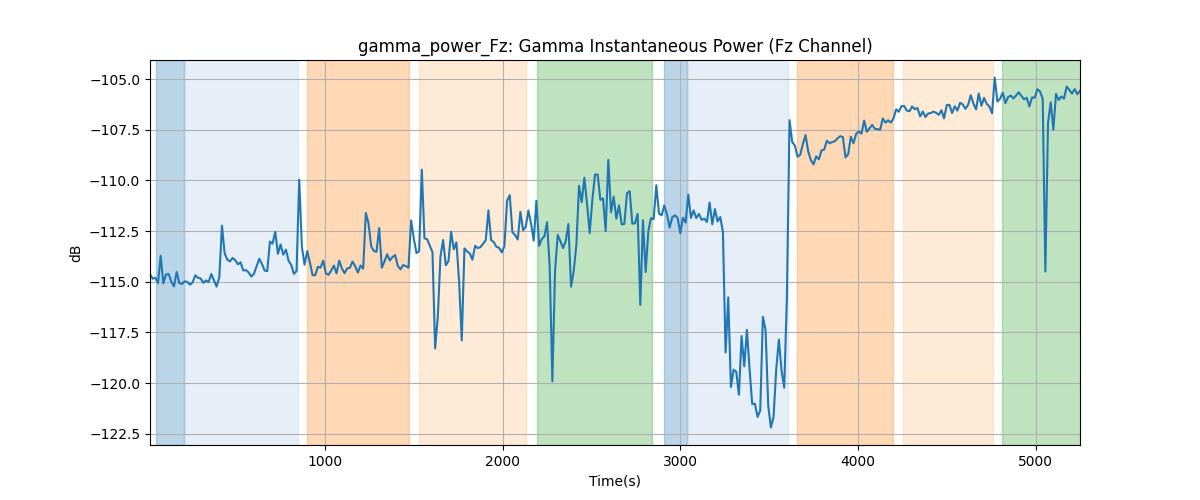 gamma_power_Fz: Gamma Instantaneous Power (Fz Channel)
−105.0
−107.5
−110.0
−112.5
−115.0
−117.5
−120.0
−122.5
dB
1000 2000 3000 4000 5000
Time(s)